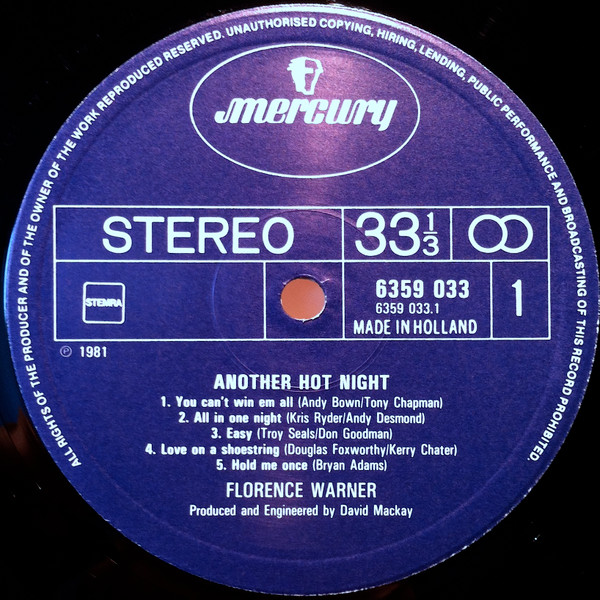 ALL RIGHTS OF THE PRODUCER AND OF THE OWNER OF THE WORK REPRODUCED RESERVED. UNAUTHORISED COPYING, HIRING, LENDING, PUBLIC PERFORMANCE AND BROADCASTING OF THIS RECORD PROHIBITED.
mercury
STEREO 33 1/3
STEMRA
6359 033
6359 033.1
MADE IN HOLLAND
1
℗ 1981
ANOTHER HOT NIGHT
1. You can't win em all (Andy Bown/Tony Chapman)
2. All in one night (Kris Ryder/Andy Desmond)
3. Easy (Troy Seals/Don Goodman)
4. Love on a shoestring (Douglas Foxworthy/Kerry Chater)
5. Hold me once (Bryan Adams)
FLORENCE WARNER
Produced and Engineered by David Mackay